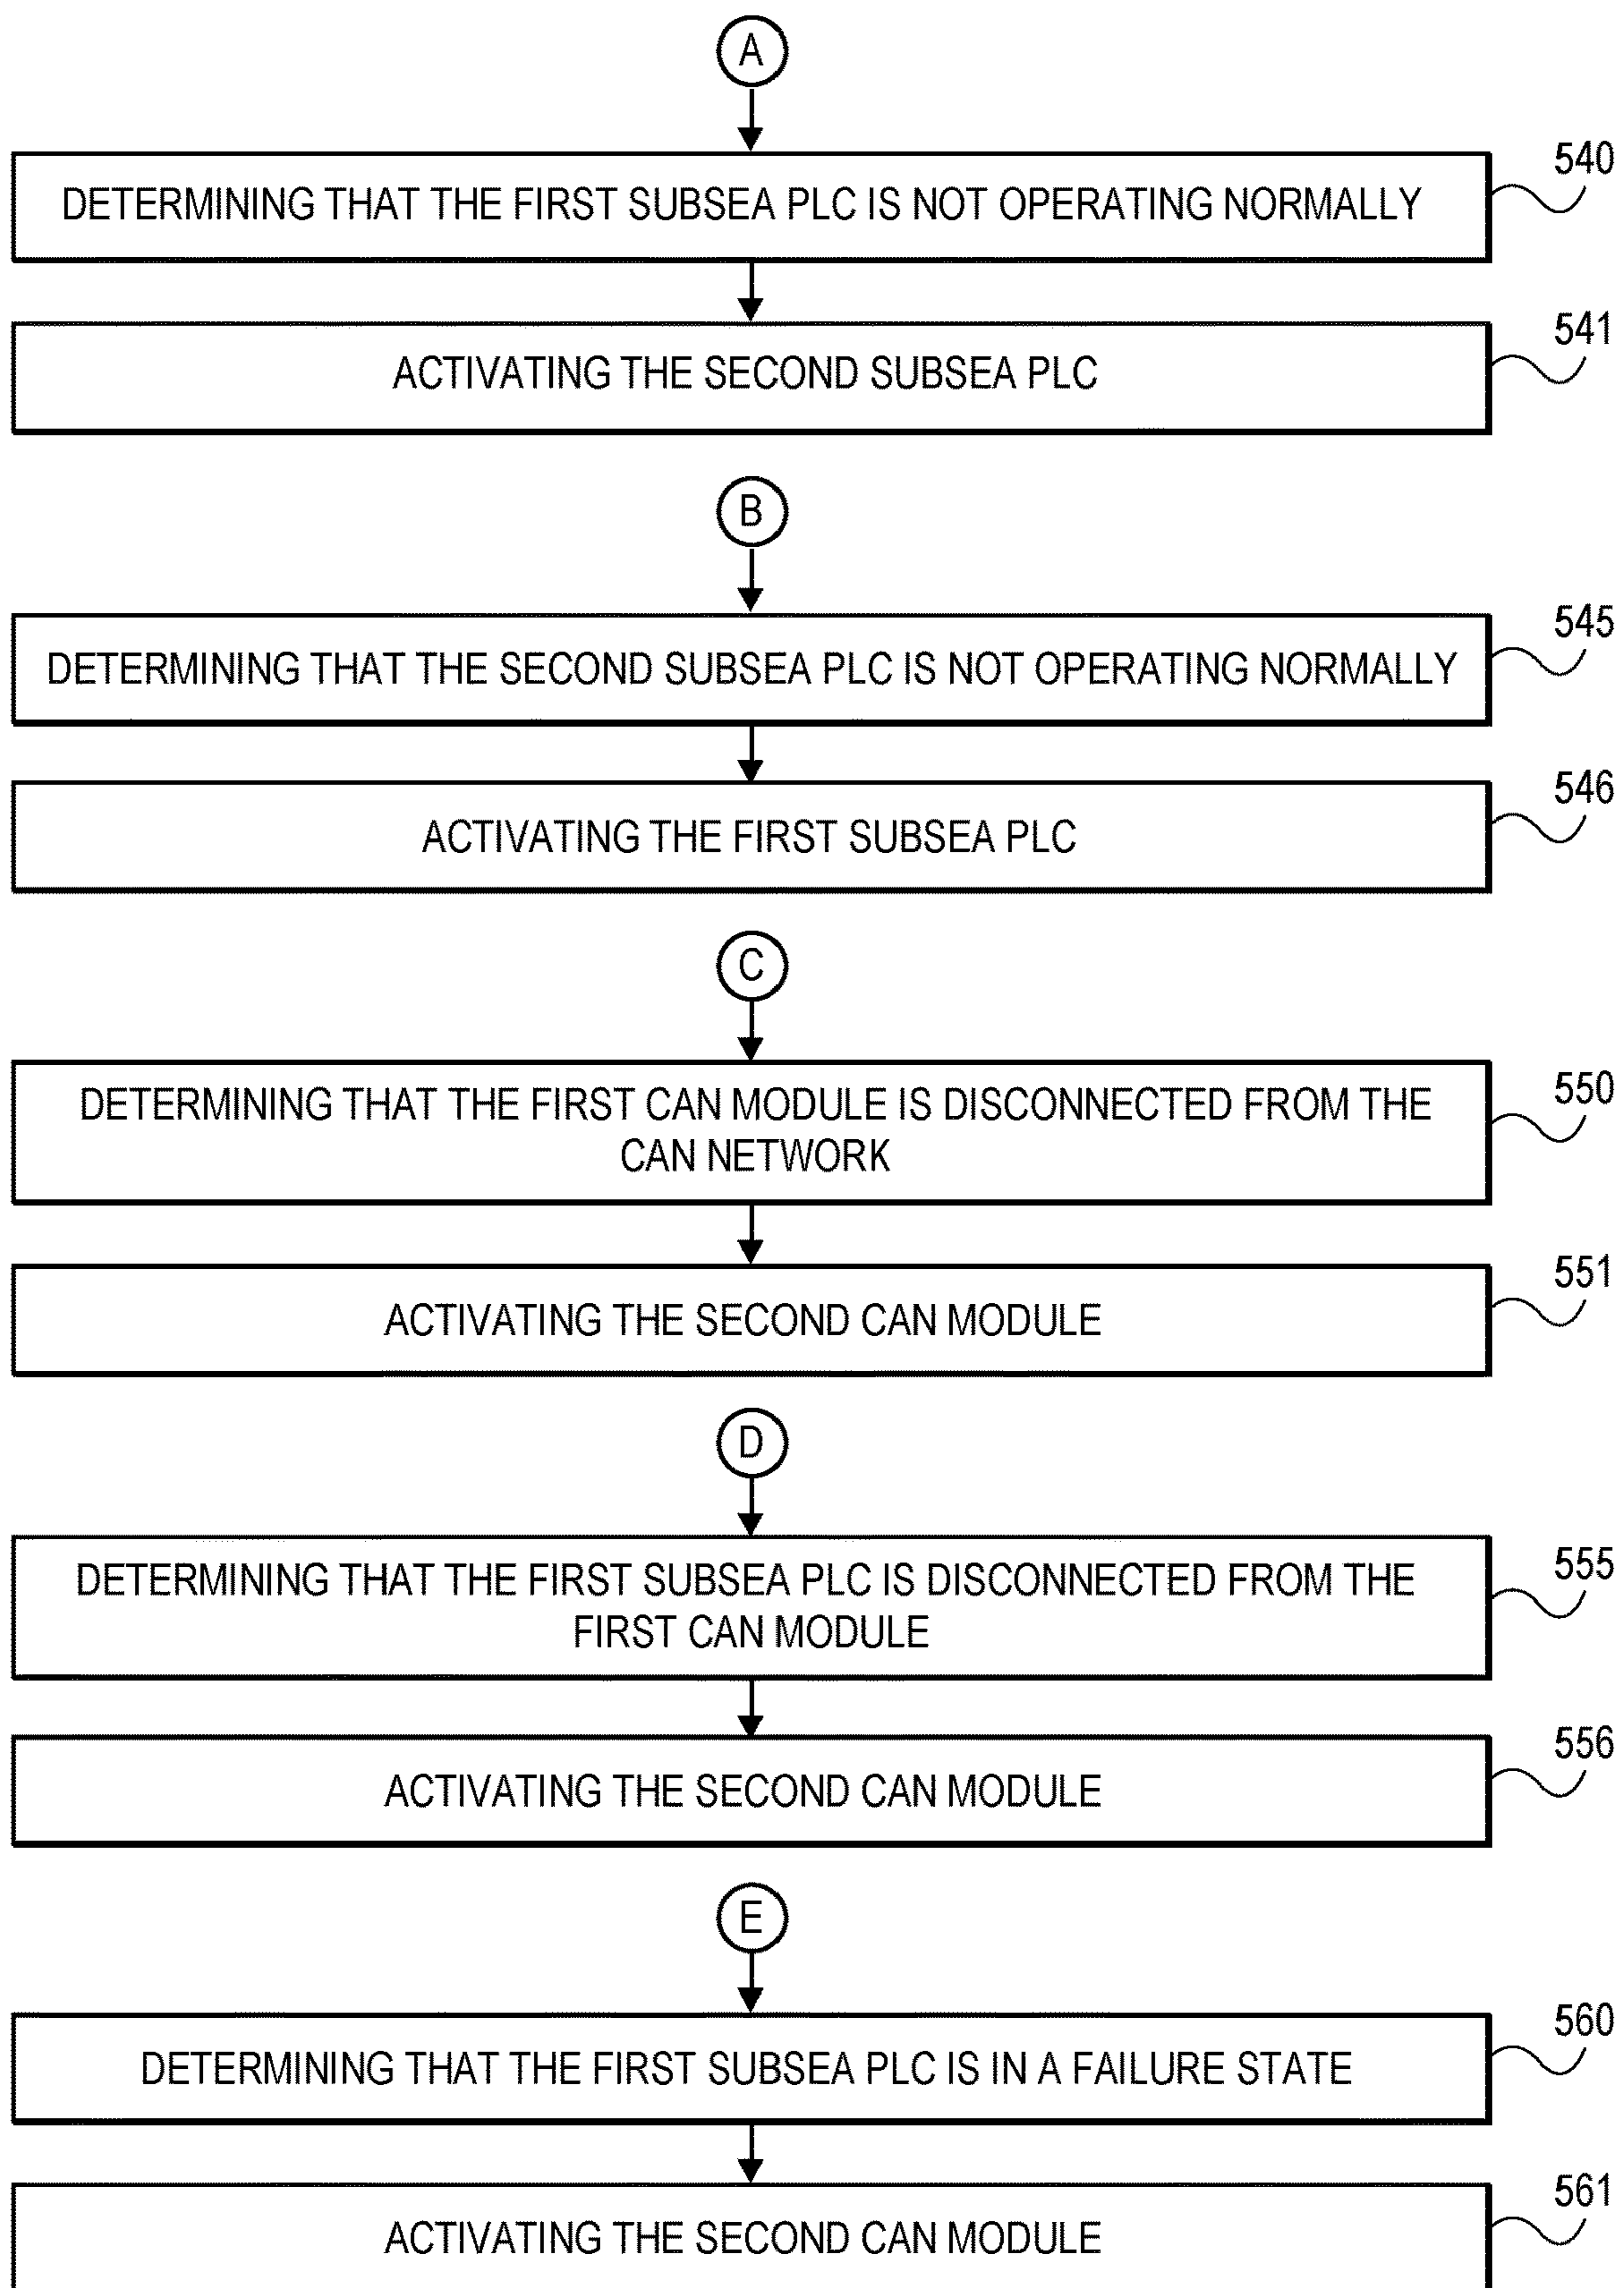 A
DETERMINING THAT THE FIRST SUBSEA PLC IS NOT OPERATING NORMALLY
540
ACTIVATING THE SECOND SUBSEA PLC
541
B
DETERMINING THAT THE SECOND SUBSEA PLC IS NOT OPERATING NORMALLY
545
ACTIVATING THE FIRST SUBSEA PLC
546
C
DETERMINING THAT THE FIRST CAN MODULE IS DISCONNECTED FROM THE
CAN NETWORK
550
ACTIVATING THE SECOND CAN MODULE
551
D
DETERMINING THAT THE FIRST SUBSEA PLC IS DISCONNECTED FROM THE
FIRST CAN MODULE
555
ACTIVATING THE SECOND CAN MODULE
556
E
DETERMINING THAT THE FIRST SUBSEA PLC IS IN A FAILURE STATE
560
ACTIVATING THE SECOND CAN MODULE
561